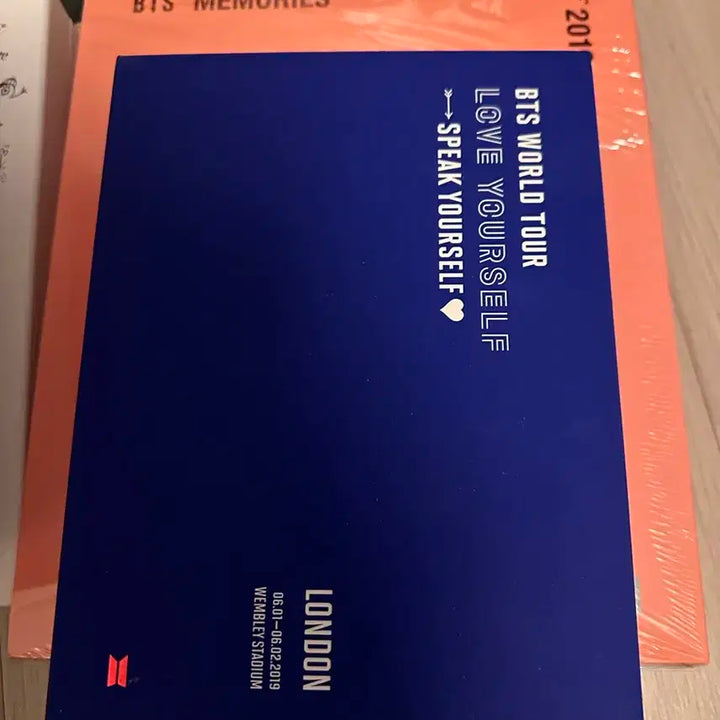 BTS MEMORIES
BTS WORLD TOUR
LOVE YOURSELF
SPEAK YOURSELF
LONDON
06.01–06.02.2019
WEMBLEY STADIUM